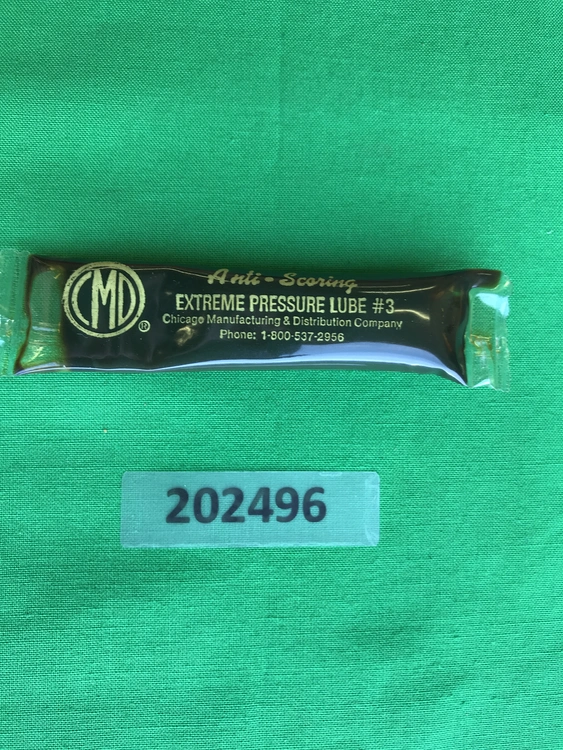 CMD®
Anti-Scoring
EXTREME PRESSURE LUBE #3
Chicago Manufacturing & Distribution Company
Phone: 1-800-537-2956
202496